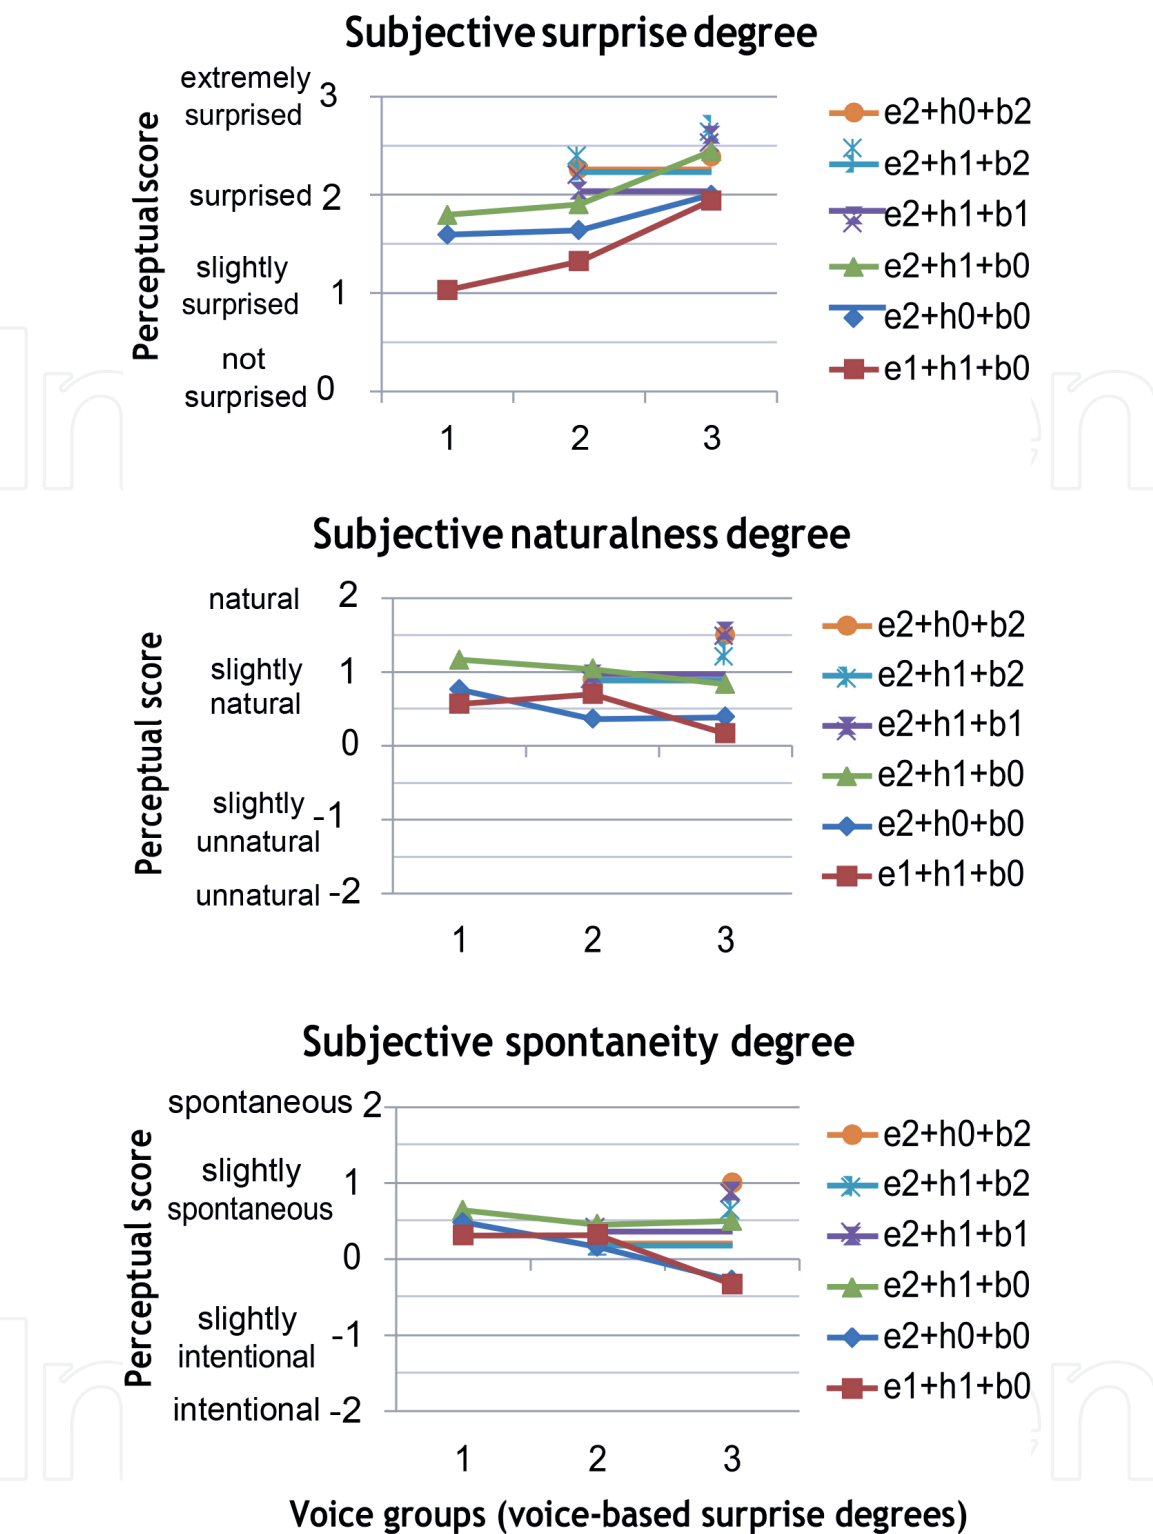 Subjective surprise degree
extremely
surprised
3
surprised 2
slightly
surprised
1
not
surprised
0
Perceptual score
1 2 3
e2+h0+b2
e2+h1+b2
e2+h1+b1
e2+h1+b0
e2+h0+b0
e1+h1+b0
Subjective naturalness degree
natural 2
slightly
natural
1
0
slightly
unnatural
-1
unnatural -2
Perceptual score
1 2 3
e2+h0+b2
e2+h1+b2
e2+h1+b1
e2+h1+b0
e2+h0+b0
e1+h1+b0
Subjective spontaneity degree
spontaneous 2
slightly
spontaneous
1
0
slightly
intentional
-1
intentional -2
Perceptual score
1 2 3
e2+h0+b2
e2+h1+b2
e2+h1+b1
e2+h1+b0
e2+h0+b0
e1+h1+b0
Voice groups (voice-based surprise degrees)